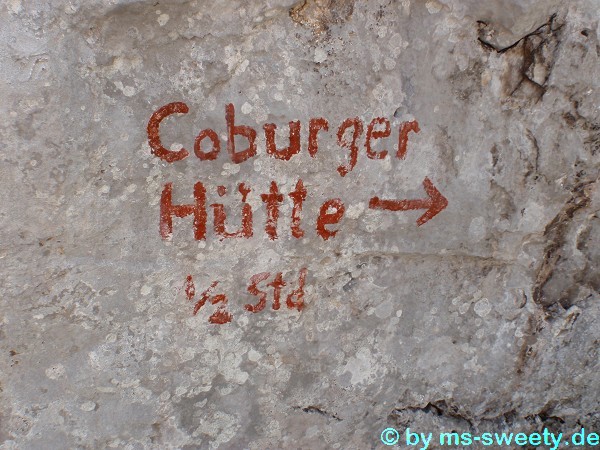 Coburger
Hütte →
1/2 Std
© by ms-sweety.de